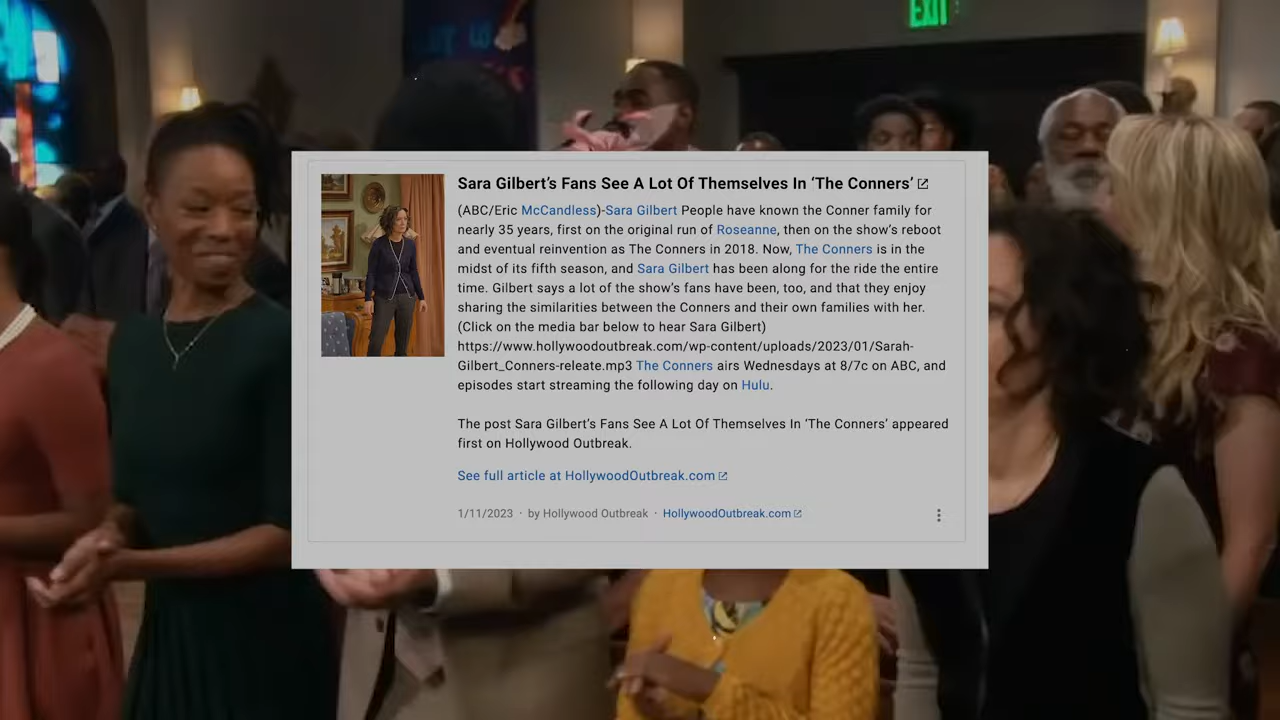 EXIT
Sara Gilbert’s Fans See A Lot Of Themselves In ‘The Conners’
(ABC/Eric McCandless)-Sara Gilbert People have known the Conner family for
nearly 35 years, first on the original run of Roseanne, then on the show’s reboot
and eventual reinvention as The Conners in 2018. Now, The Conners is in the
midst of its fifth season, and Sara Gilbert has been along for the ride the entire
time. Gilbert says a lot of the show’s fans have been, too, and that they enjoy
sharing the similarities between the Conners and their own families with her.
(Click on the media bar below to hear Sara Gilbert)
https://www.hollywoodoutbreak.com/wp-content/uploads/2023/01/Sarah-
Gilbert_Conners-releate.mp3 The Conners airs Wednesdays at 8/7c on ABC, and
episodes start streaming the following day on Hulu.
The post Sara Gilbert’s Fans See A Lot Of Themselves In ‘The Conners’ appeared
first on Hollywood Outbreak.
See full article at HollywoodOutbreak.com
1/11/2023 · by Hollywood Outbreak · HollywoodOutbreak.com